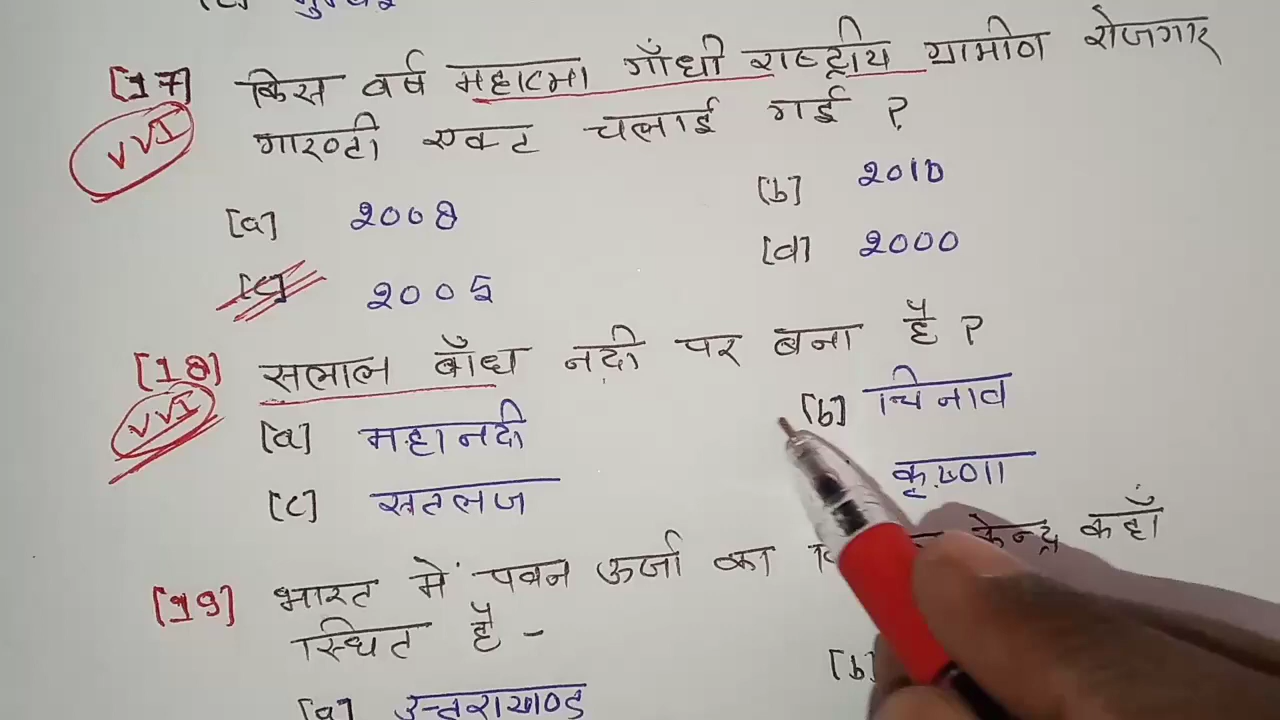 [17] किस वर्ष महात्मा गाँधी राष्ट्रीय ग्रामीण रोजगार
VVI गारण्टी एक्ट चलाई गई ?
[a] 2008 [b] 2010
[c] 2005 [d] 2000
[18] सलाल बाँध नदी पर बना है ?
VVI [a] महानदी [b] चिनाव
[c] सतलज कृष्णा
[19] भारत में पवन ऊर्जा का केन्द्र कहाँ
स्थित है -
[a] उत्तराखण्ड [b]